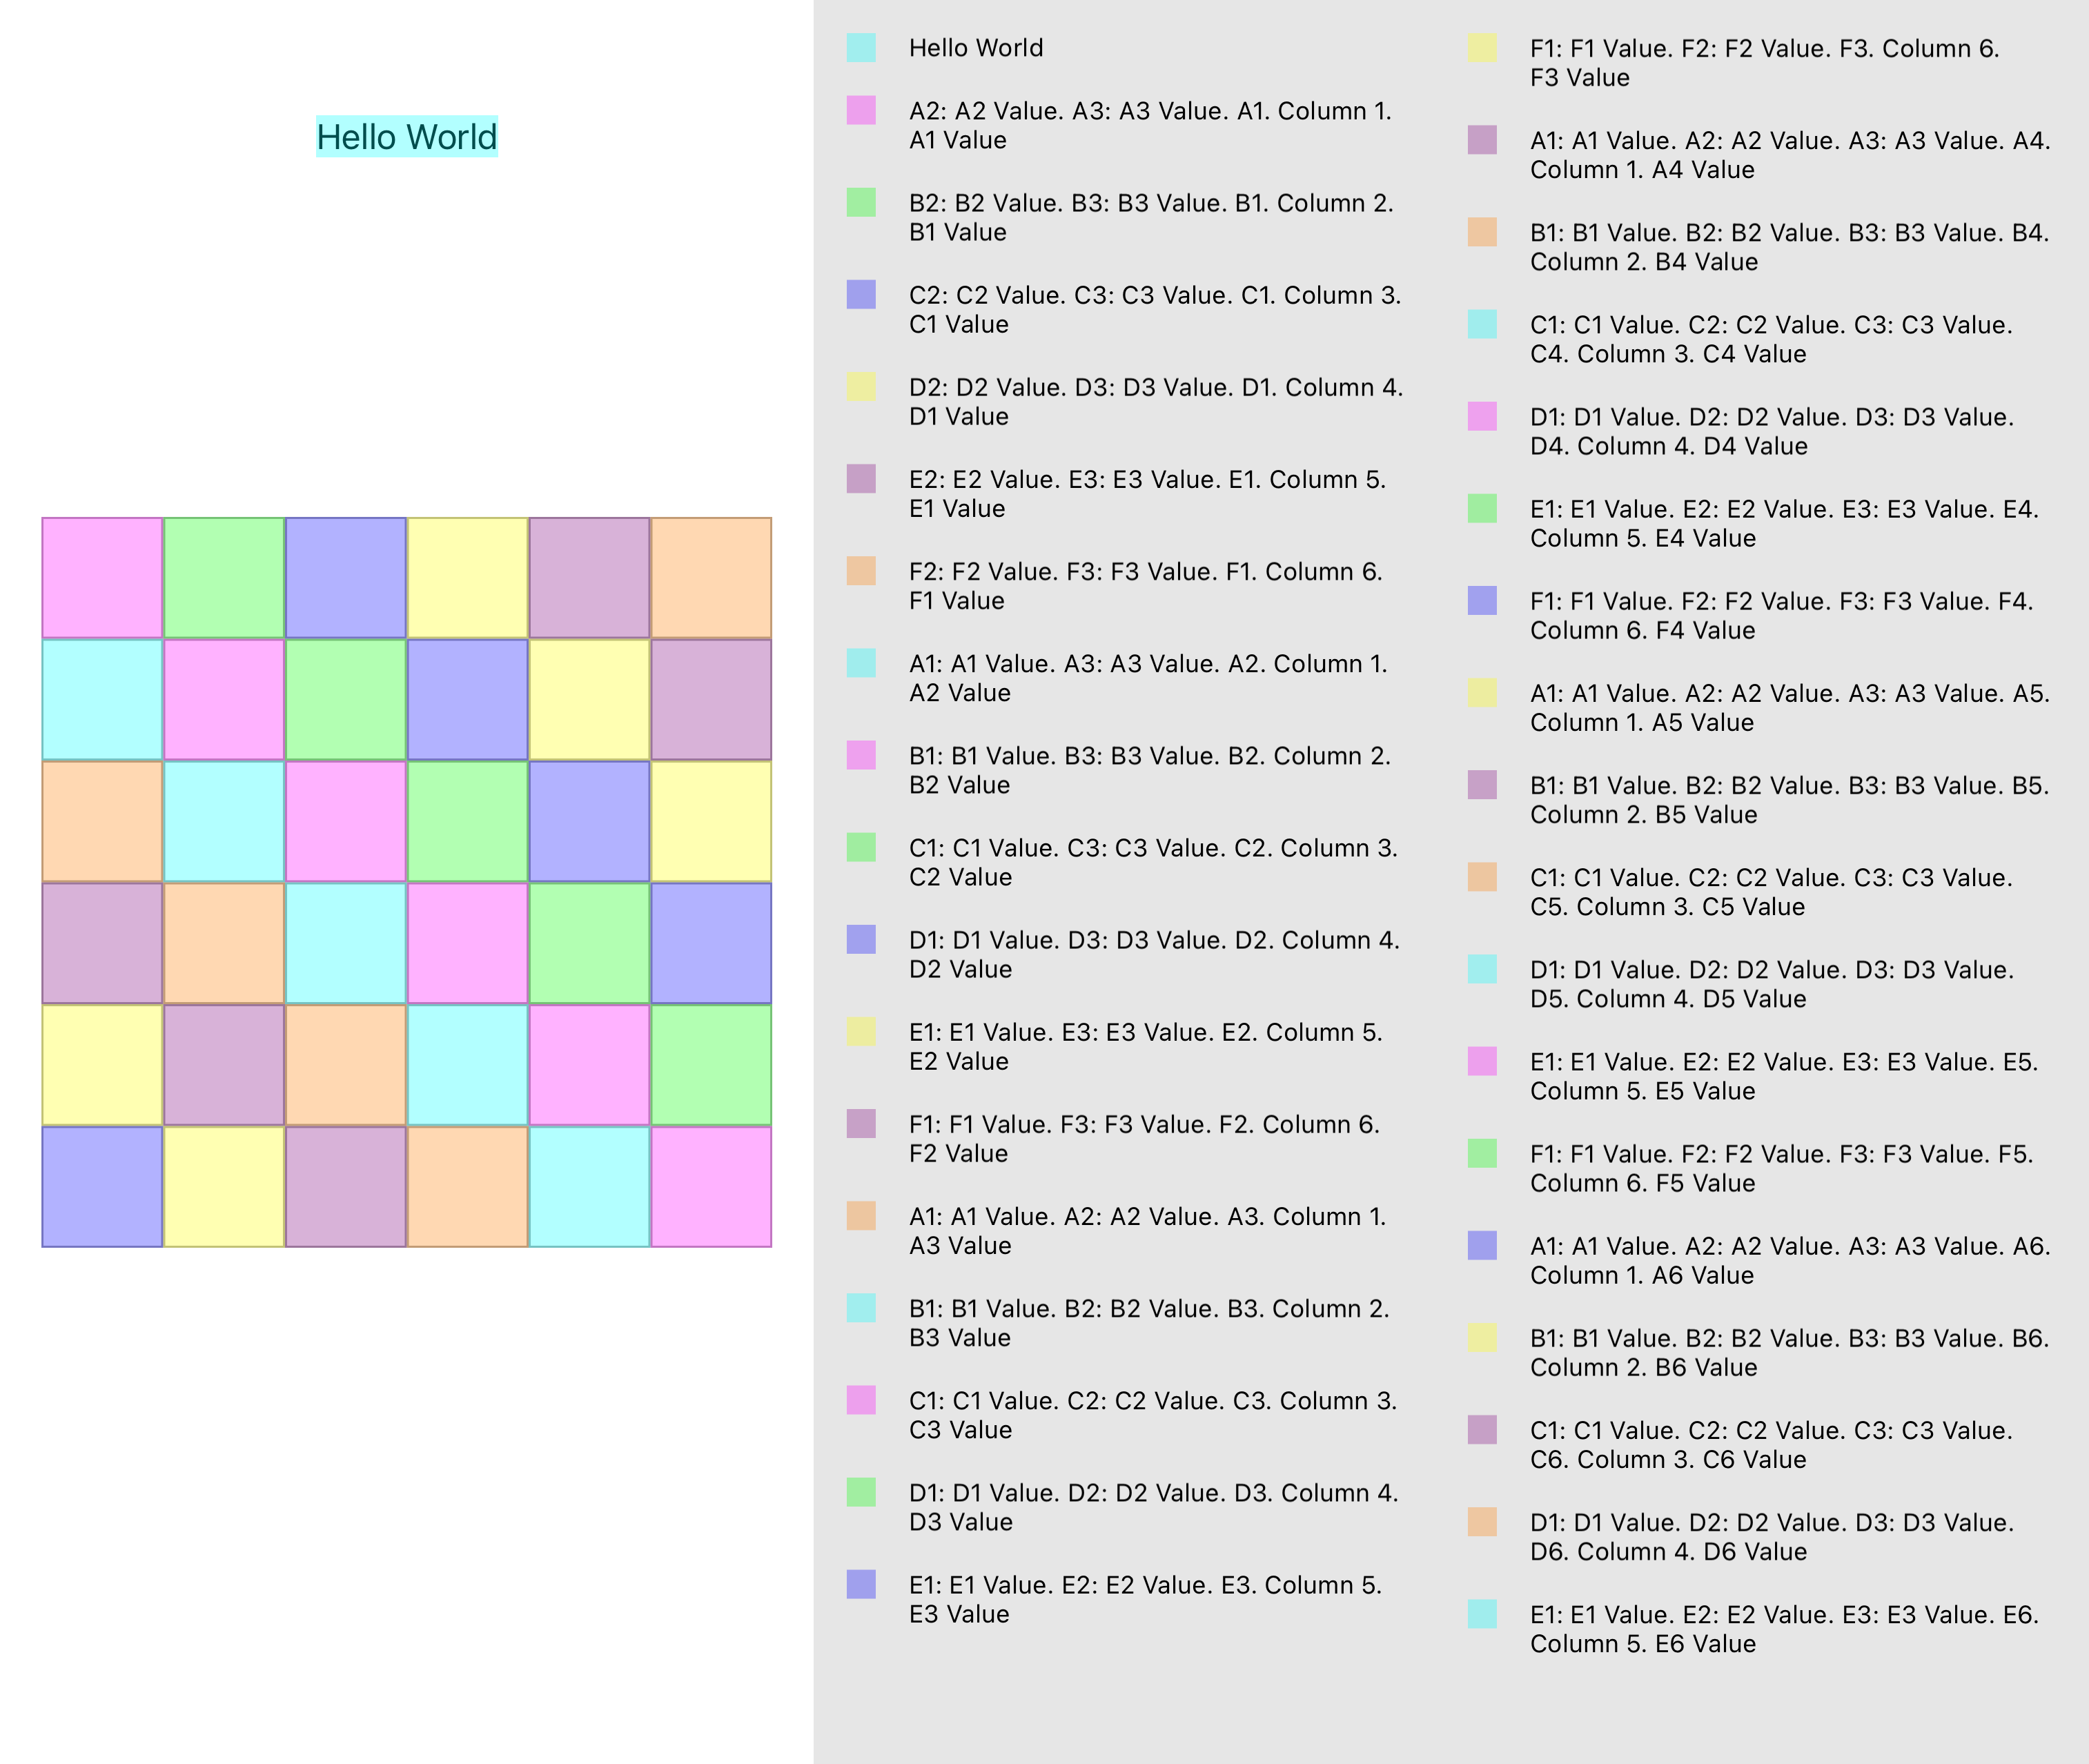 Hello World
Hello World
A2: A2 Value. A3: A3 Value. A1. Column 1.
A1 Value
B2: B2 Value. B3: B3 Value. B1. Column 2.
B1 Value
C2: C2 Value. C3: C3 Value. C1. Column 3.
C1 Value
D2: D2 Value. D3: D3 Value. D1. Column 4.
D1 Value
E2: E2 Value. E3: E3 Value. E1. Column 5.
E1 Value
F2: F2 Value. F3: F3 Value. F1. Column 6.
F1 Value
A1: A1 Value. A3: A3 Value. A2. Column 1.
A2 Value
B1: B1 Value. B3: B3 Value. B2. Column 2.
B2 Value
C1: C1 Value. C3: C3 Value. C2. Column 3.
C2 Value
D1: D1 Value. D3: D3 Value. D2. Column 4.
D2 Value
E1: E1 Value. E3: E3 Value. E2. Column 5.
E2 Value
F1: F1 Value. F3: F3 Value. F2. Column 6.
F2 Value
A1: A1 Value. A2: A2 Value. A3. Column 1.
A3 Value
B1: B1 Value. B2: B2 Value. B3. Column 2.
B3 Value
C1: C1 Value. C2: C2 Value. C3. Column 3.
C3 Value
D1: D1 Value. D2: D2 Value. D3. Column 4.
D3 Value
E1: E1 Value. E2: E2 Value. E3. Column 5.
E3 Value
F1: F1 Value. F2: F2 Value. F3. Column 6.
F3 Value
A1: A1 Value. A2: A2 Value. A3: A3 Value. A4.
Column 1. A4 Value
B1: B1 Value. B2: B2 Value. B3: B3 Value. B4.
Column 2. B4 Value
C1: C1 Value. C2: C2 Value. C3: C3 Value.
C4. Column 3. C4 Value
D1: D1 Value. D2: D2 Value. D3: D3 Value.
D4. Column 4. D4 Value
E1: E1 Value. E2: E2 Value. E3: E3 Value. E4.
Column 5. E4 Value
F1: F1 Value. F2: F2 Value. F3: F3 Value. F4.
Column 6. F4 Value
A1: A1 Value. A2: A2 Value. A3: A3 Value. A5.
Column 1. A5 Value
B1: B1 Value. B2: B2 Value. B3: B3 Value. B5.
Column 2. B5 Value
C1: C1 Value. C2: C2 Value. C3: C3 Value.
C5. Column 3. C5 Value
D1: D1 Value. D2: D2 Value. D3: D3 Value.
D5. Column 4. D5 Value
E1: E1 Value. E2: E2 Value. E3: E3 Value. E5.
Column 5. E5 Value
F1: F1 Value. F2: F2 Value. F3: F3 Value. F5.
Column 6. F5 Value
A1: A1 Value. A2: A2 Value. A3: A3 Value. A6.
Column 1. A6 Value
B1: B1 Value. B2: B2 Value. B3: B3 Value. B6.
Column 2. B6 Value
C1: C1 Value. C2: C2 Value. C3: C3 Value.
C6. Column 3. C6 Value
D1: D1 Value. D2: D2 Value. D3: D3 Value.
D6. Column 4. D6 Value
E1: E1 Value. E2: E2 Value. E3: E3 Value. E6.
Column 5. E6 Value